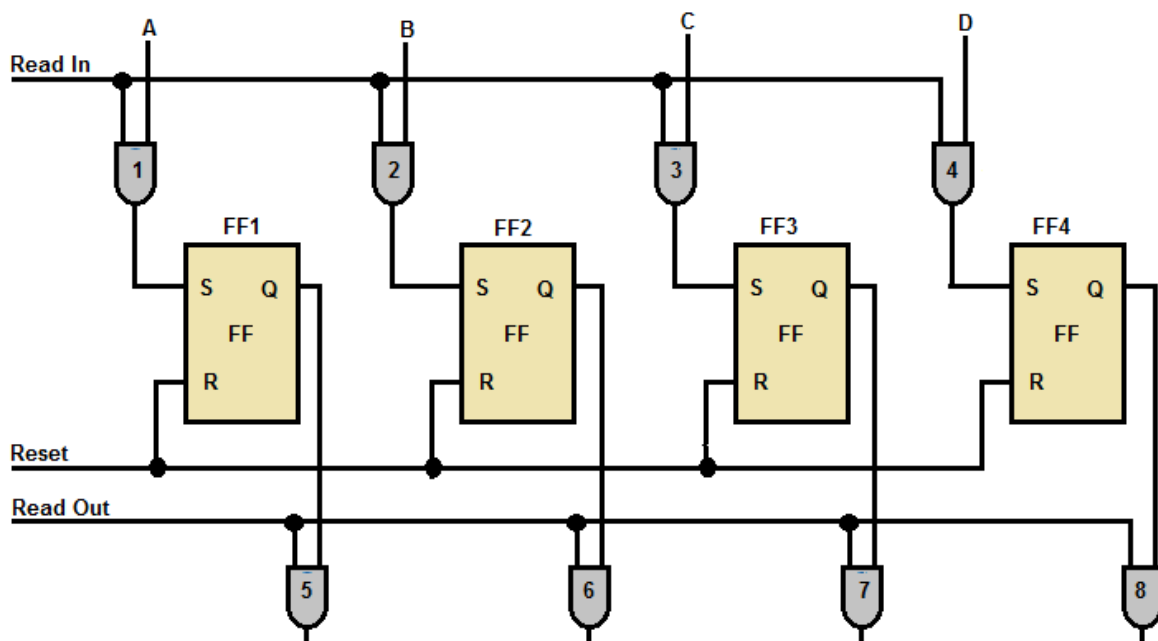 A B C D
Read In
1 2 3 4
FF1 FF2 FF3 FF4
S Q S Q S Q S Q
FF FF FF FF
R R R R
Reset
Read Out
5 6 7 8